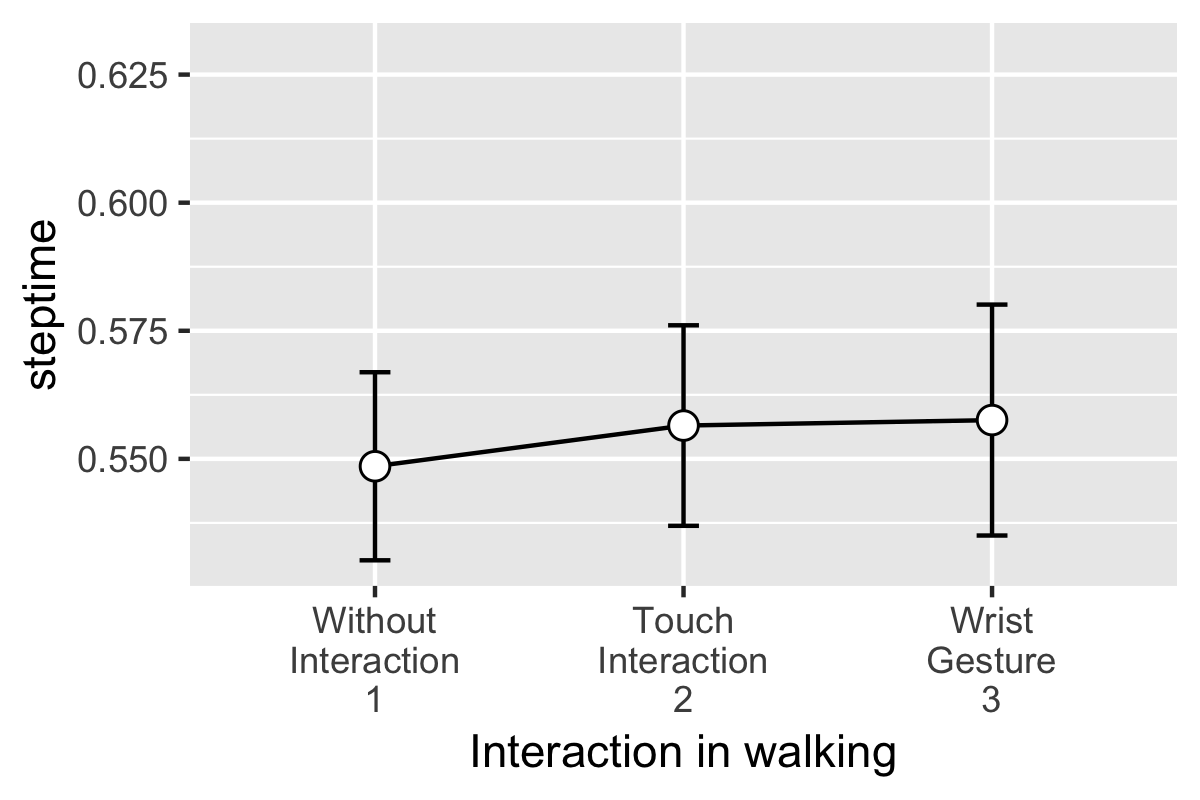 0.625
0.600
0.575
0.550
steptime
Without
Interaction
1
Touch
Interaction
2
Wrist
Gesture
3
Interaction in walking